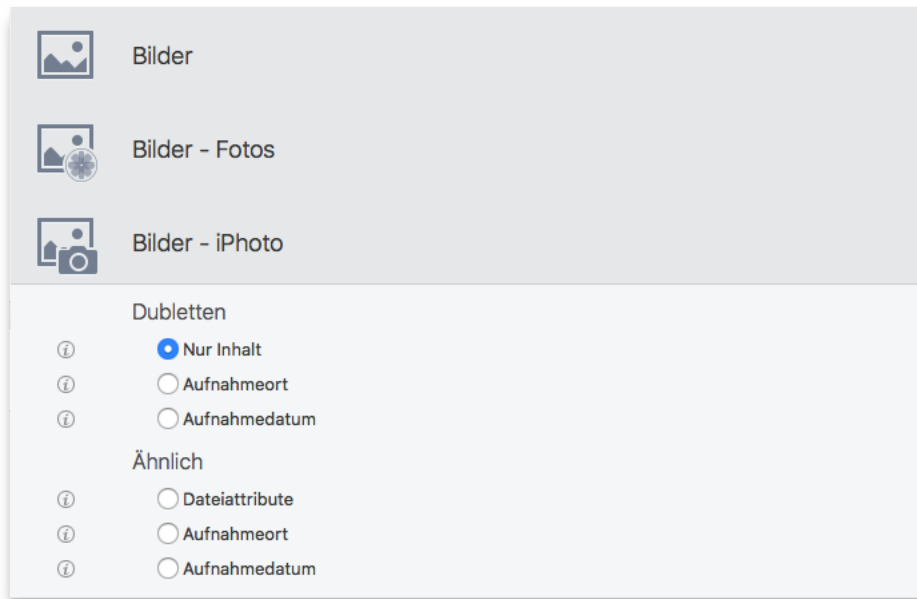 Bilder
Bilder - Fotos
Bilder - iPhoto
Dubletten
Nur Inhalt
Aufnahmeort
Aufnahmedatum
Ähnlich
Dateiattribute
Aufnahmeort
Aufnahmedatum